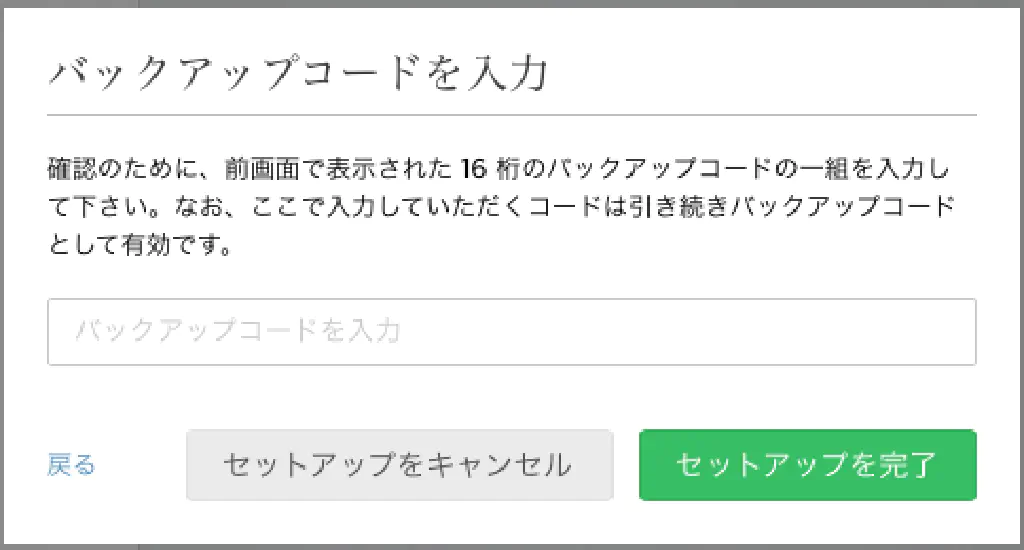 バックアップコードを入力
確認のために、前画面で表示された 16 桁のバックアップコードの一組を入力し
て下さい。なお、ここで入力していただくコードは引き続きバックアップコード
として有効です。
バックアップコードを入力
戻る
セットアップをキャンセル
セットアップを完了